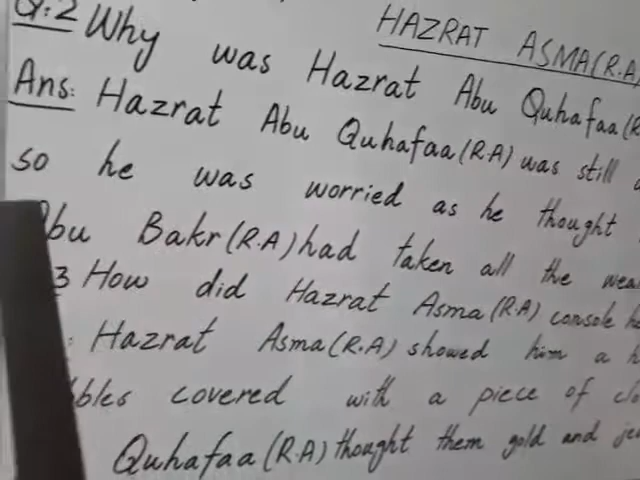 HAZRAT ASMA(R.A)
Q:2 Why was Hazrat Abu Quhafaa
Ans: Hazrat Abu Quhafaa(R.A) was still
so he was worried as he thought
Abu Bakr(R.A) had taken all the
3 How did Hazrat Asma(R.A) console
Hazrat Asma(R.A) showed him a
covered with a piece of
Quhafaa(R.A) thought them gold and